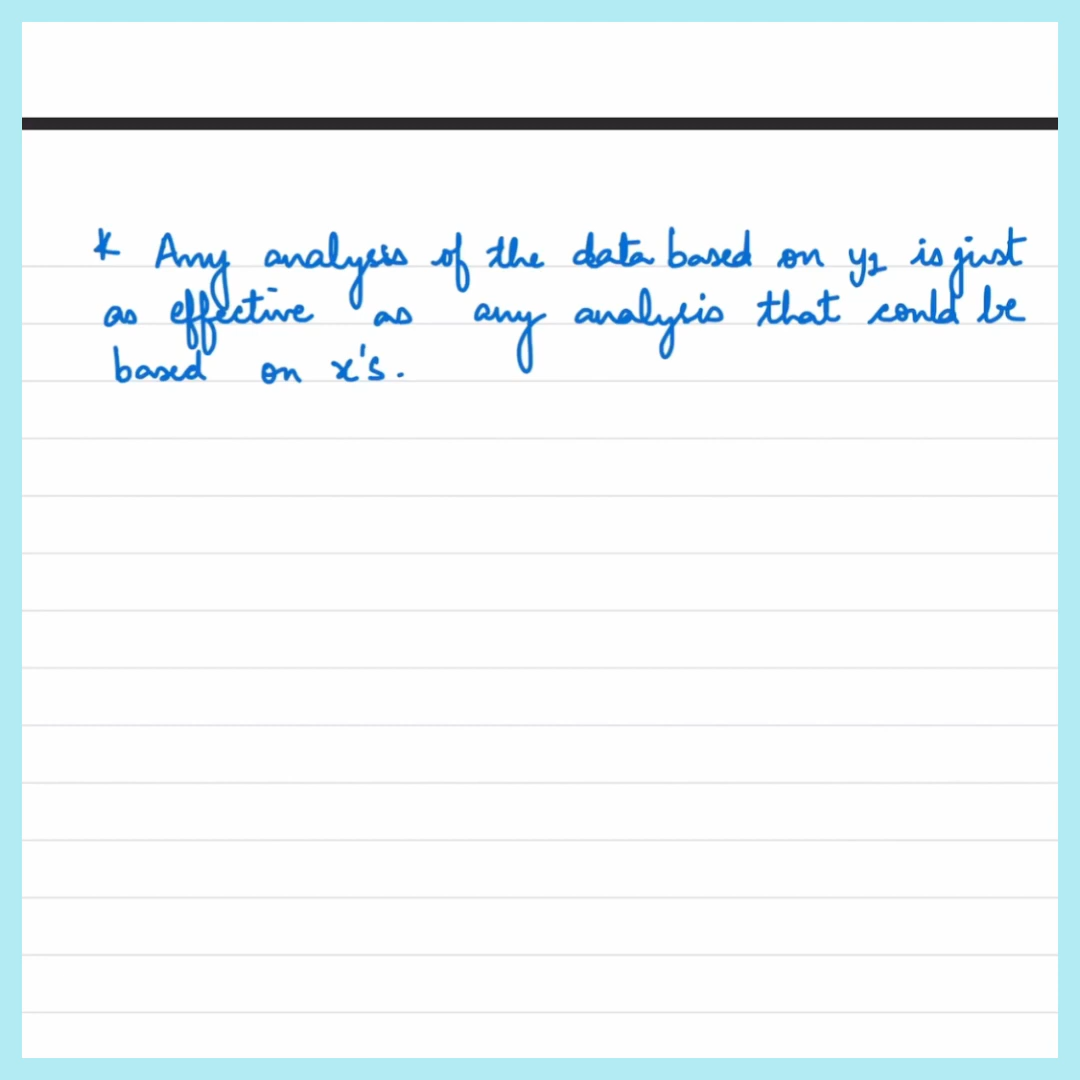 * Any analysis of the data based on y₁ is just
as effective as any analysis that could be
based on x's.